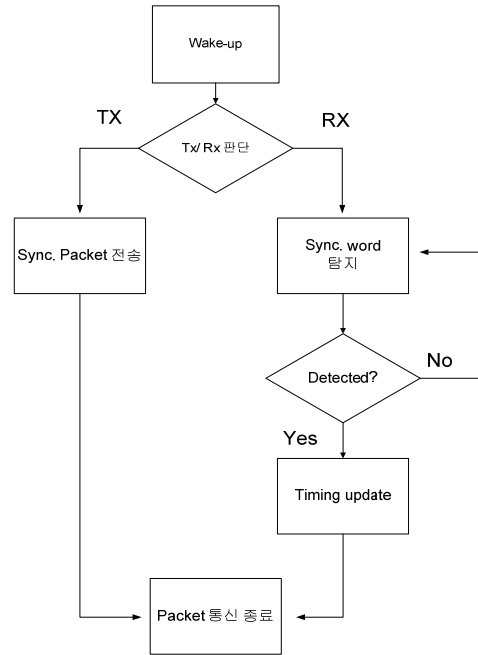 Wake-up
TX
RX
Tx/ Rx 판단
Sync. Packet 전송
Sync. word
탐지
Detected?
No
Yes
Timing update
Packet 통신 종료